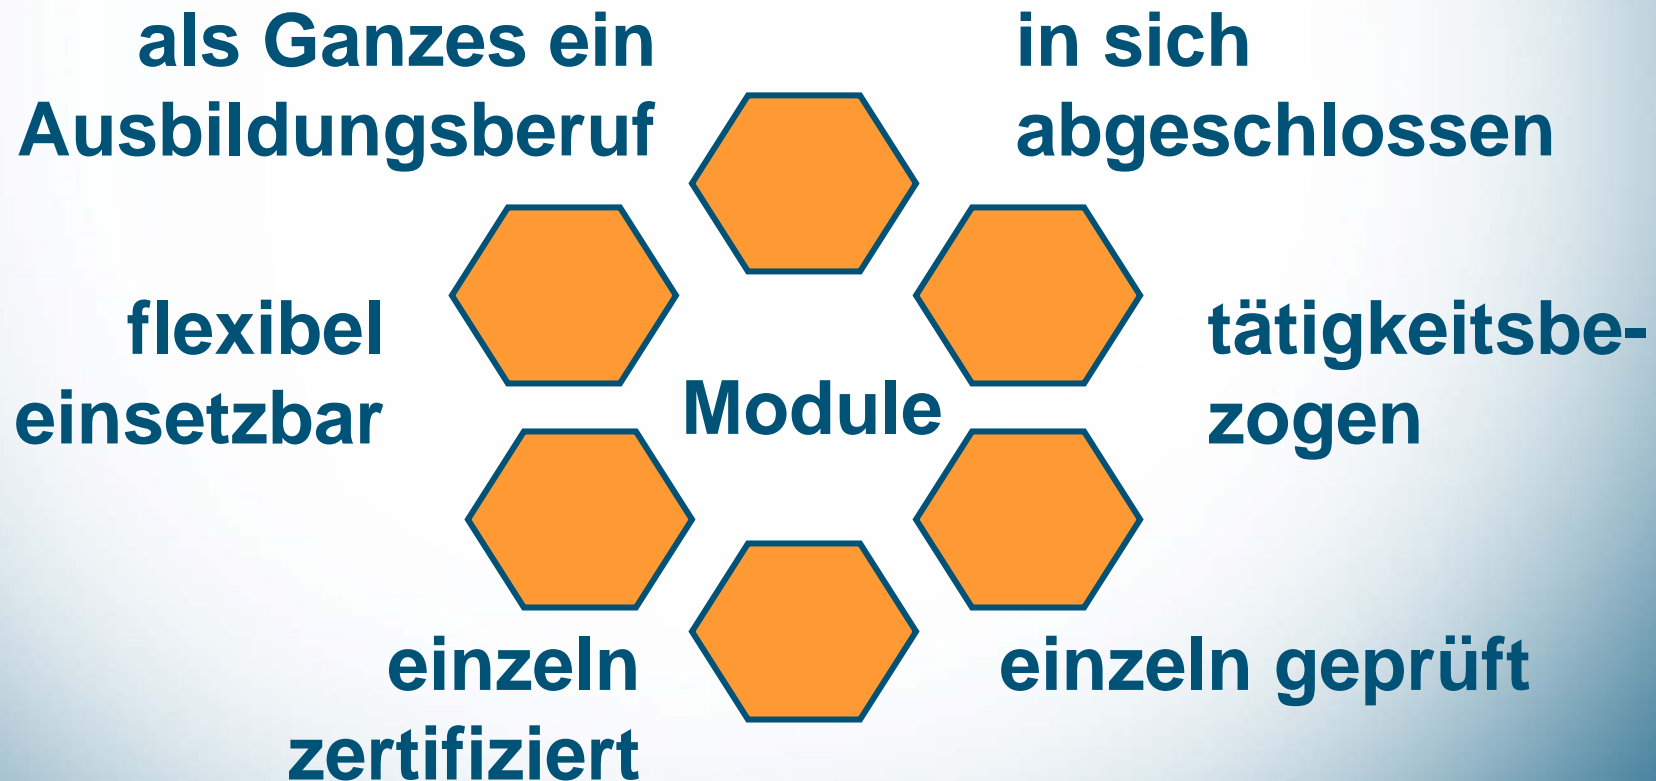 als Ganzes ein
Ausbildungsberuf
in sich
abgeschlossen
flexibel
einsetzbar
Module
tätigkeitsbe-
zogen
einzeln
zertifiziert
einzeln geprüft